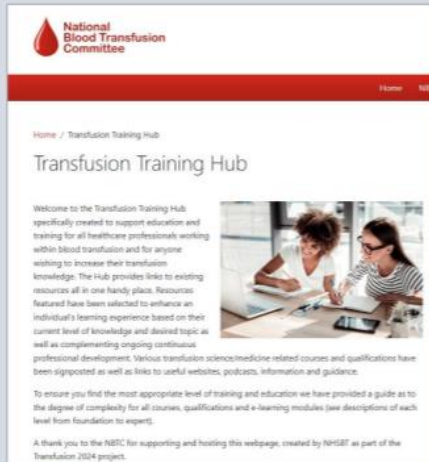 National
Blood Transfusion
Committee
Home
Home / Transfusion Training Hub
Transfusion Training Hub
Welcome to the Transfusion Training Hub
specifically created to support education and
training for all healthcare professionals working
within blood transfusion and for anyone
wishing to increase their transfusion
knowledge. The Hub provides links to existing
resources all in one handy place. Resources
featured have been selected to enhance an
individual's learning experience based on their
current level of knowledge and desired topic as
well as complementing ongoing continuous
professional development. Various transfusion science/medicine related courses and qualifications have
been signposted as well as links to useful websites, podcasts, information and guidance.
To ensure you find the most appropriate level of training and education we have provided a guide as to
the degree of complexity for all courses, qualifications and e-learning modules (see descriptions of each
level from foundation to expert).
A thank you to the NBTC for supporting and hosting this webpage, created by NHSBT as part of the
Transfusion 2024 project.